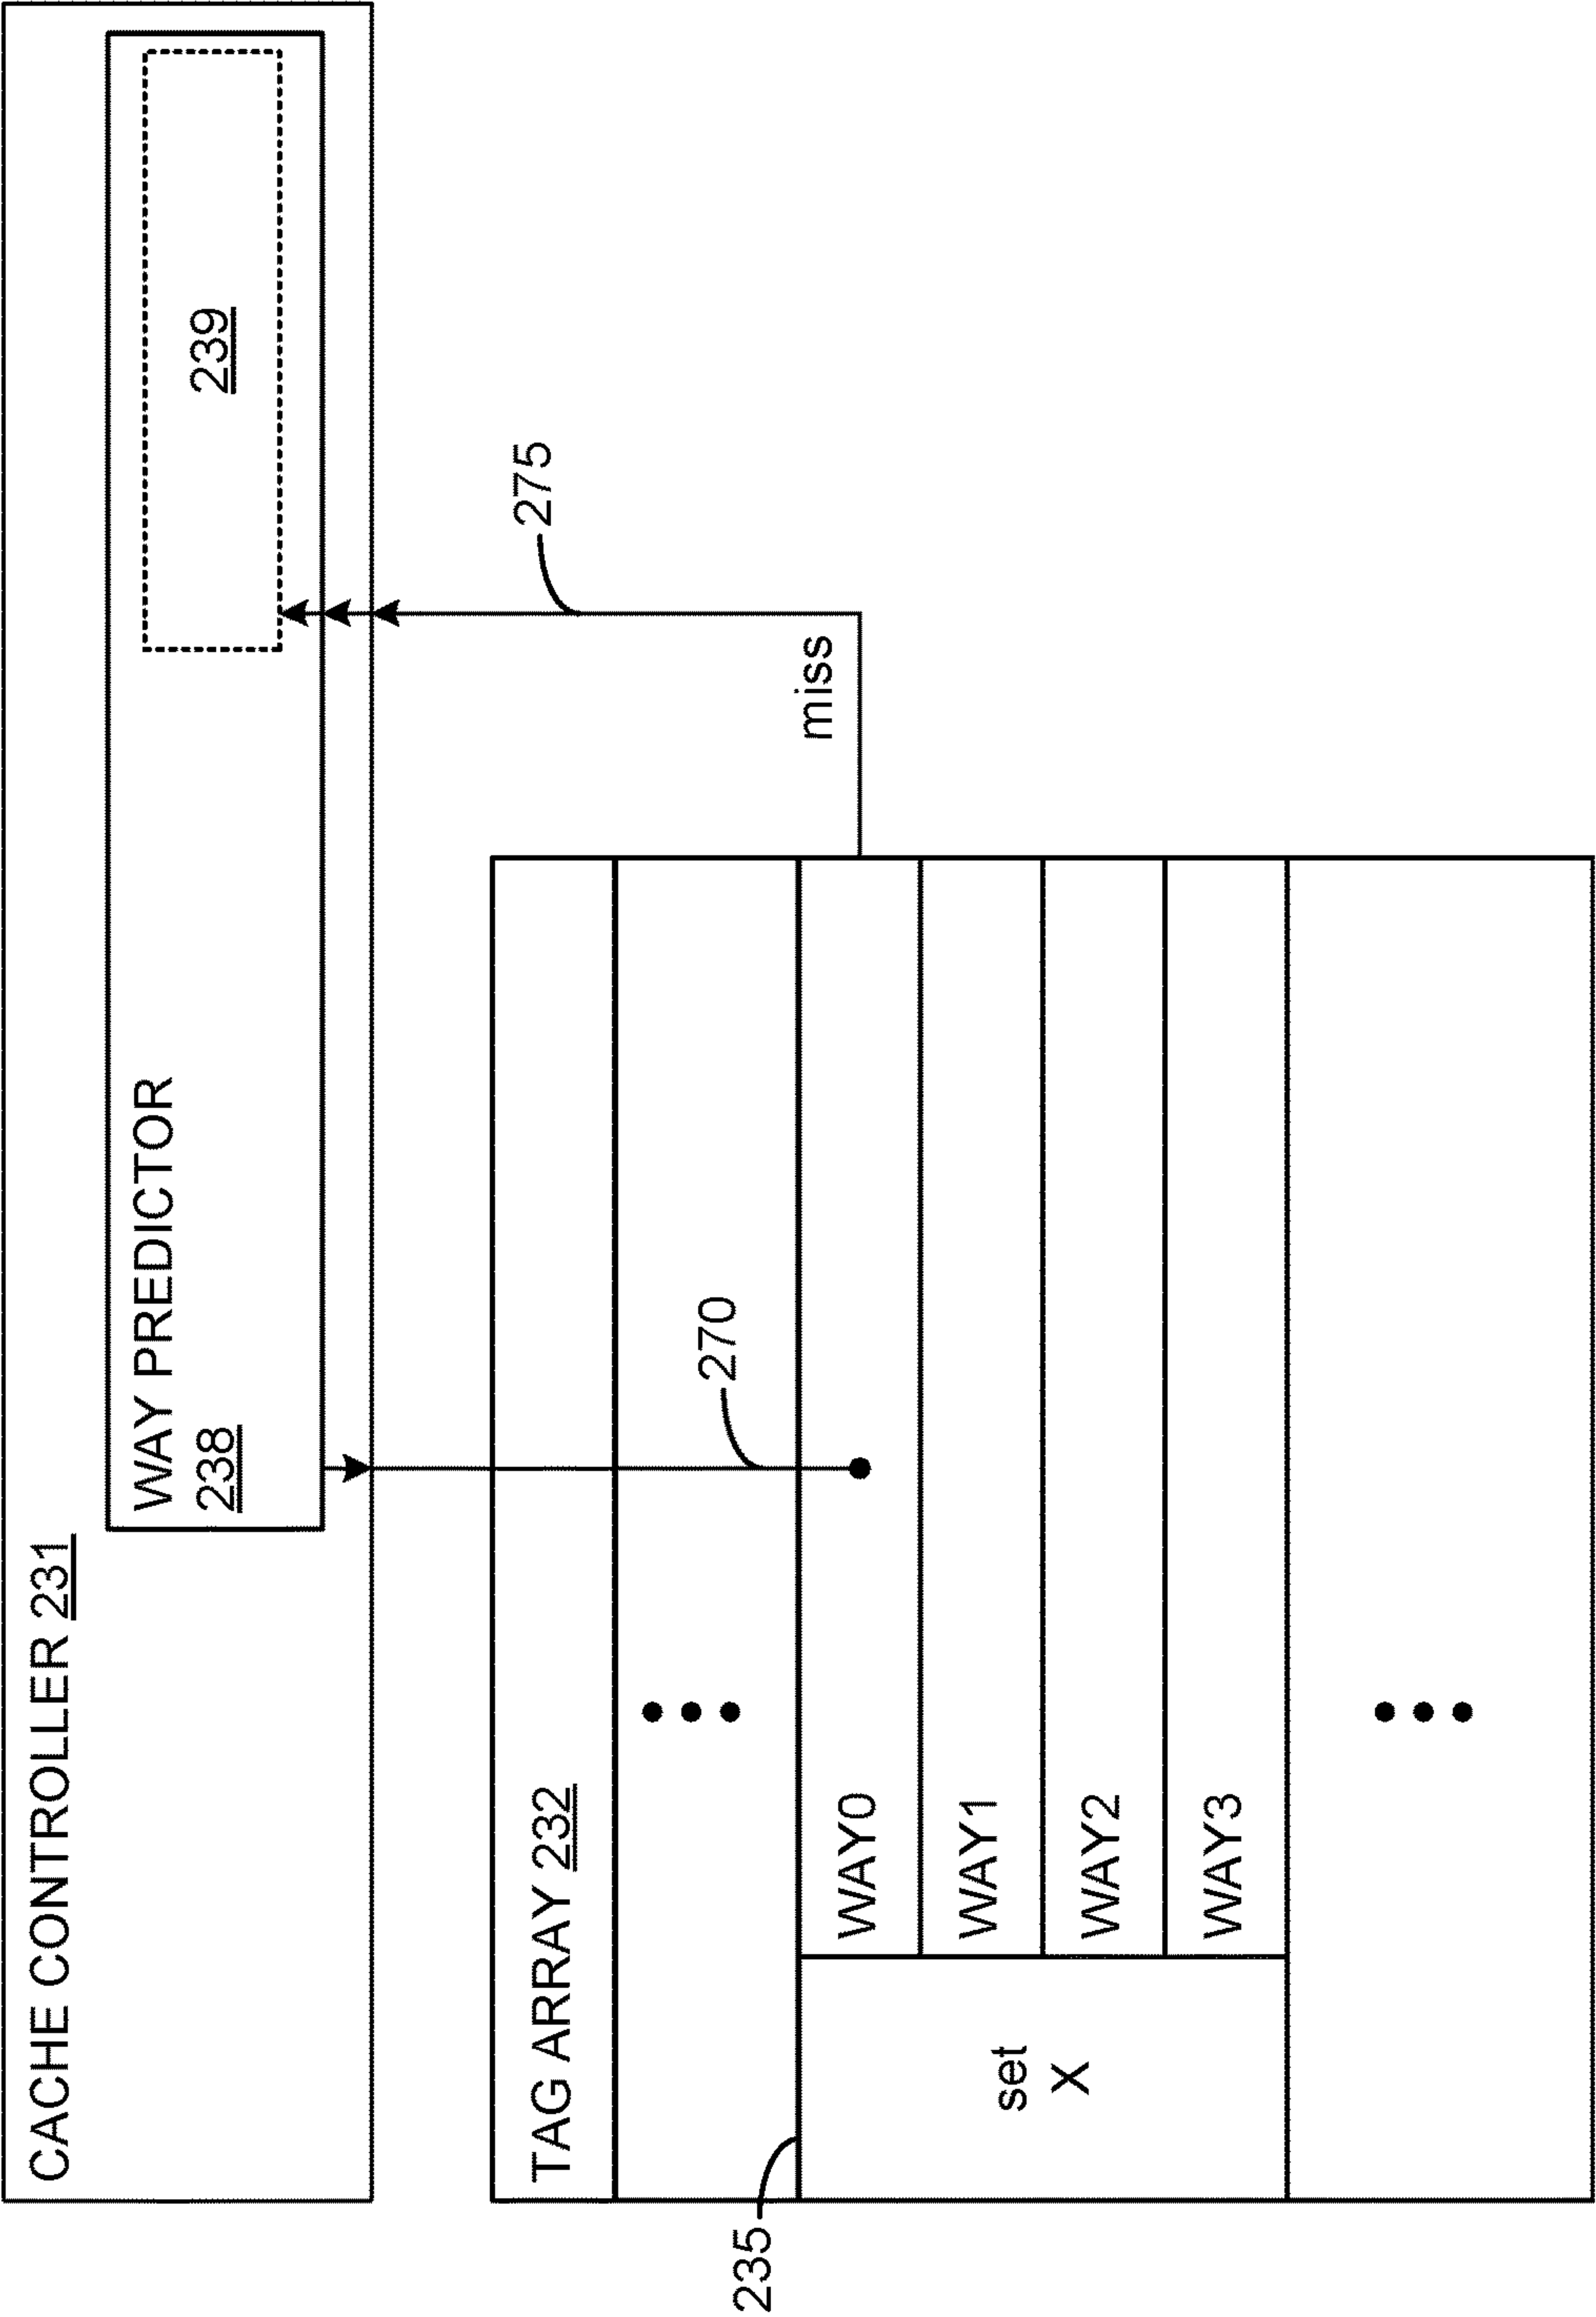 CACHE CONTROLLER 231
WAY PREDICTOR
238
239
270
275
miss
TAG ARRAY 232
235
set
X
WAY0
WAY1
WAY2
WAY3